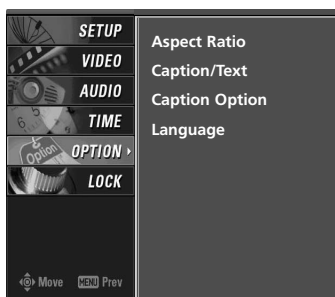 SETUP
VIDEO
AUDIO
TIME
OPTION
LOCK
Move MENU Prev
Aspect Ratio
Caption/Text
Caption Option
Language